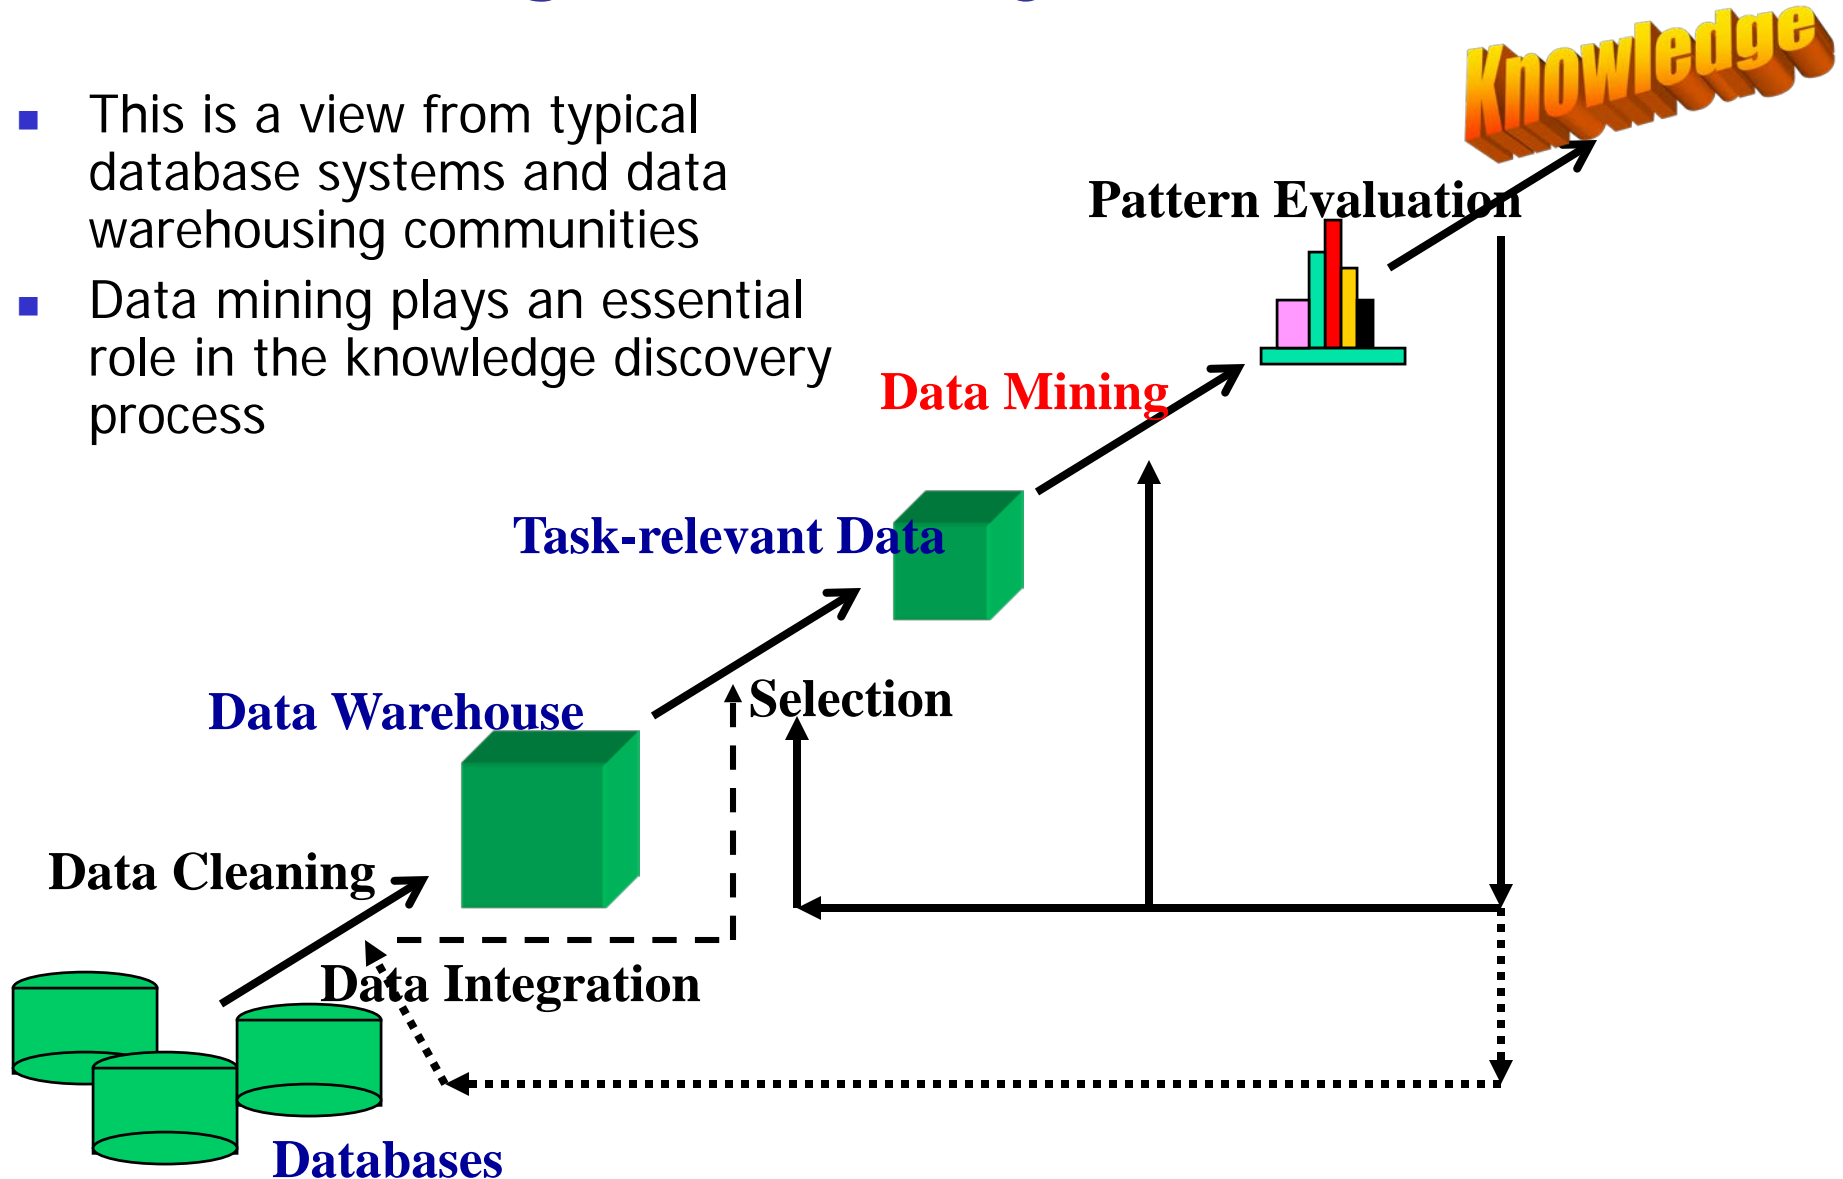 This is a view from typical
database systems and data
warehousing communities
Data mining plays an essential
role in the knowledge discovery
process
Knowledge
Pattern Evaluation
Data Mining
Task-relevant Data
Selection
Data Warehouse
Data Cleaning
Data Integration
Databases